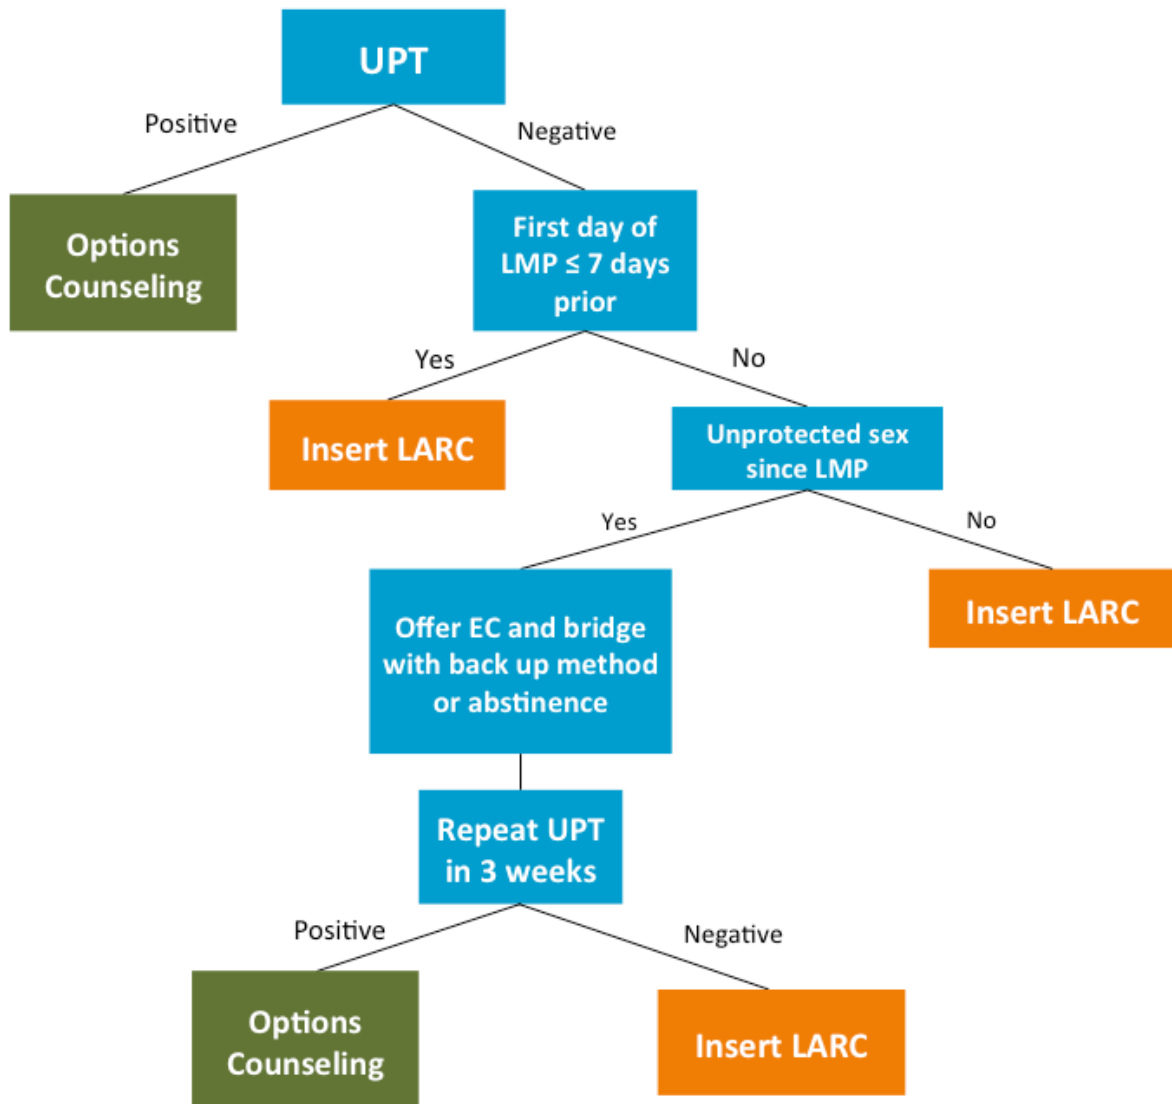 UPT
Positive
Negative
Options
Counseling
First day of
LMP ≤ 7 days
prior
Yes
No
Insert LARC
Unprotected sex
since LMP
Yes
No
Offer EC and bridge
with back up method
or abstinence
Insert LARC
Repeat UPT
in 3 weeks
Positive
Negative
Options
Counseling
Insert LARC